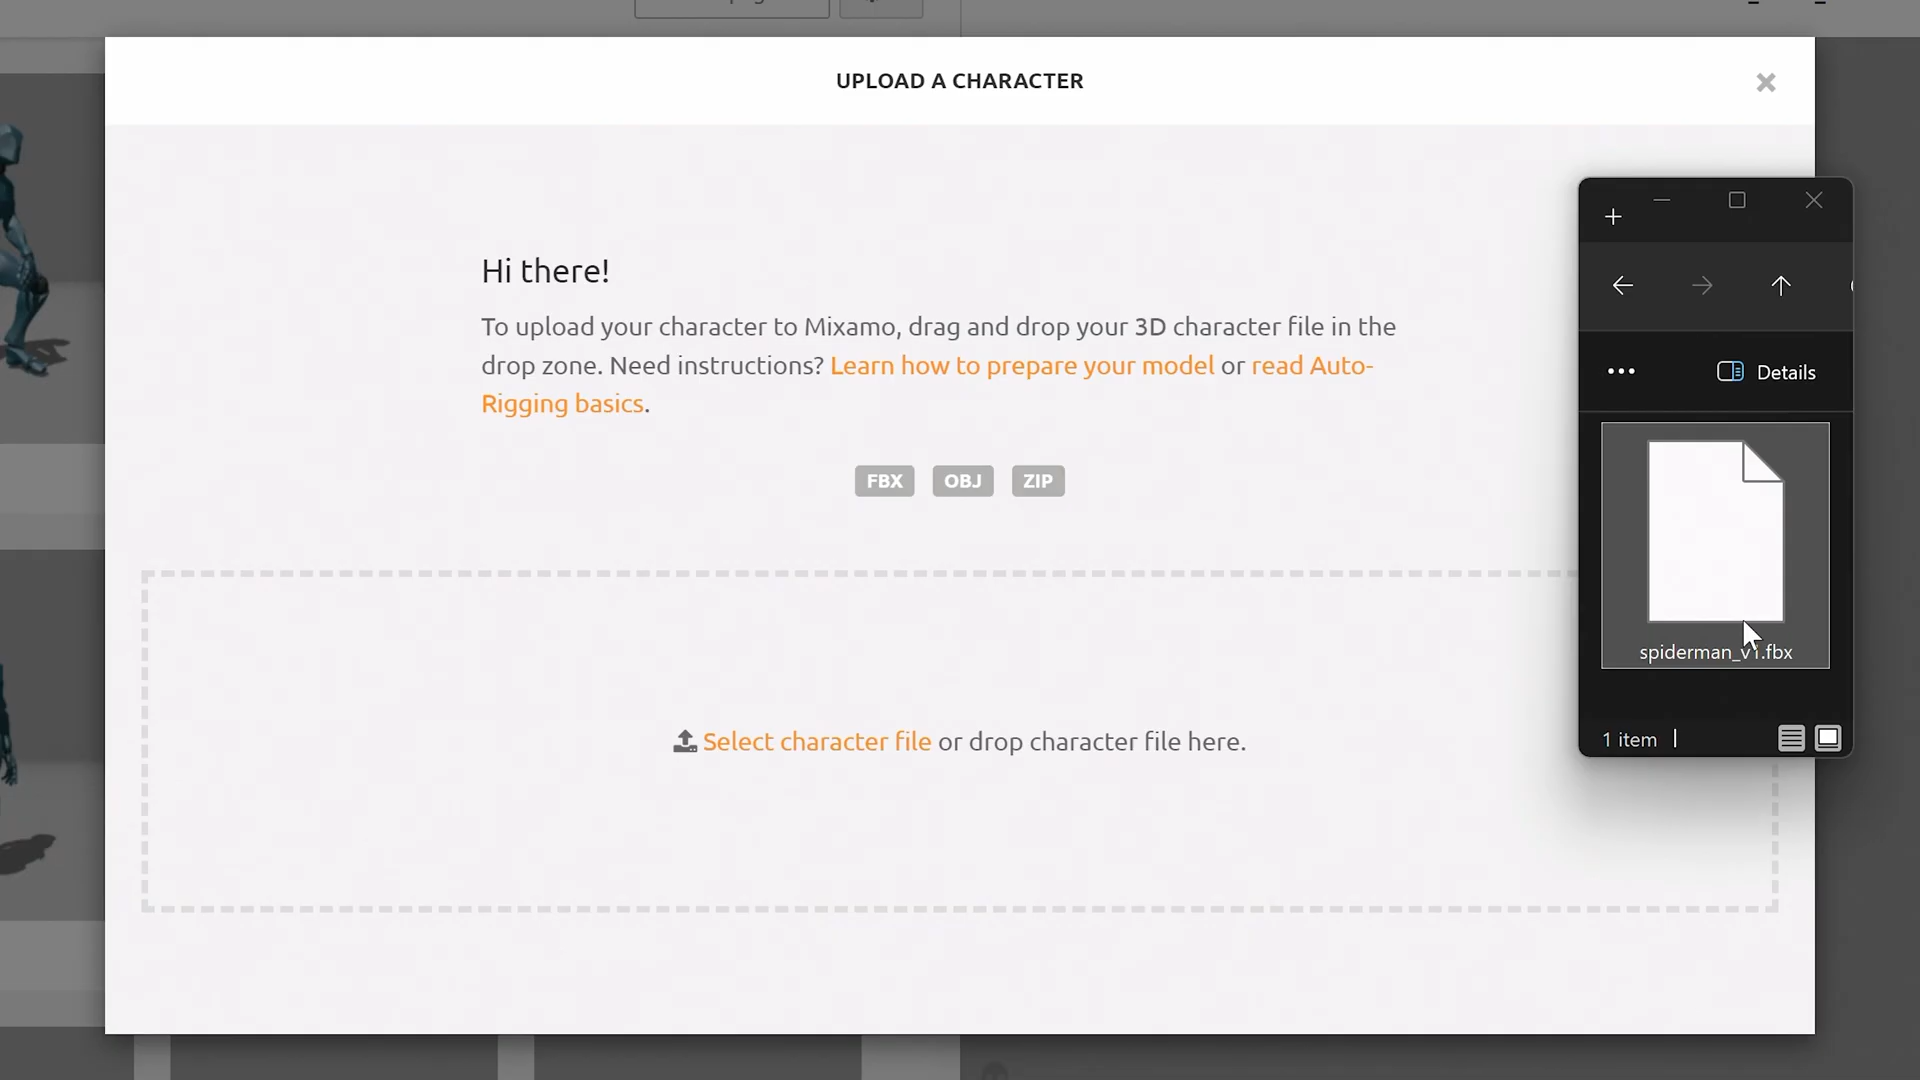 UPLOAD A CHARACTER
Hi there!
To upload your character to Mixamo, drag and drop your 3D character file in the
drop zone. Need instructions? Learn how to prepare your model or read Auto-
Rigging basics.
FBX OBJ ZIP
Select character file or drop character file here.
Details
spiderman_v1.fbx
1 item